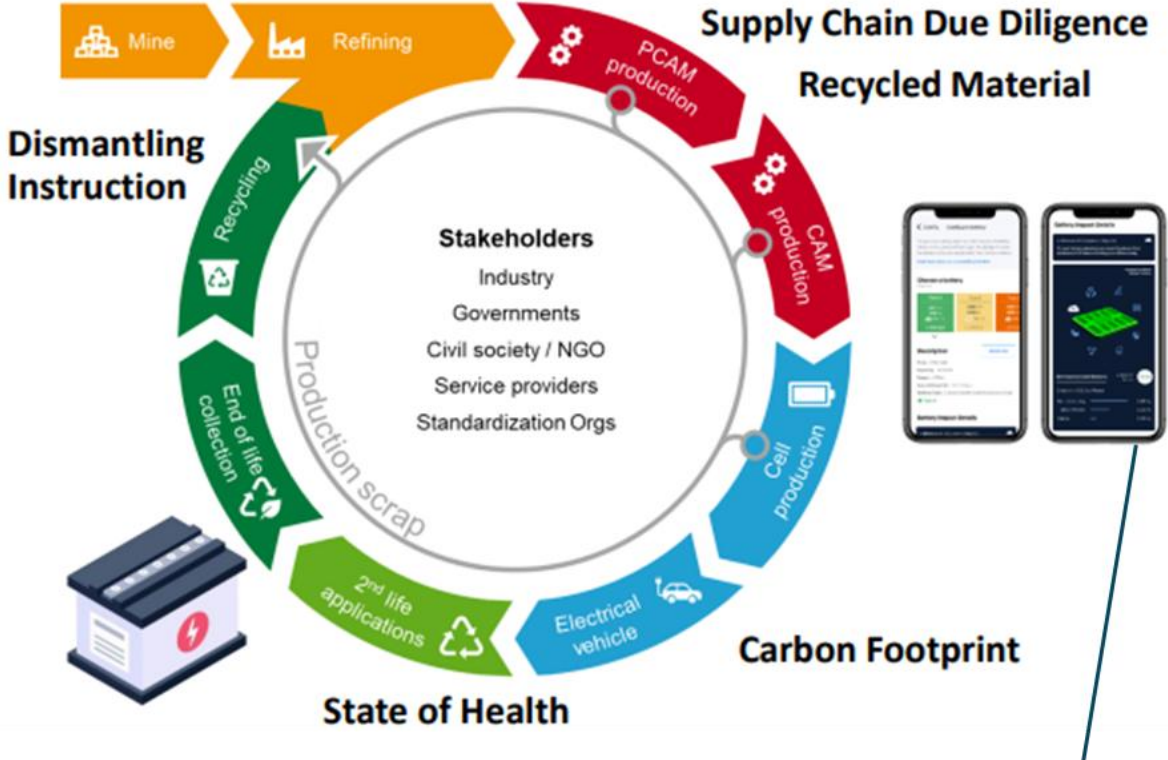 Supply Chain Due Diligence
Recycled Material
Mine
Refining
PCAM
production
CAM
production
Cell
production
Electrical
vehicle
2nd life
applications
End of life
collection
Recycling
Dismantling
Instruction
Stakeholders
Industry
Governments
Civil society / NGO
Service providers
Standardization Orgs
Production scrap
Carbon Footprint
State of Health